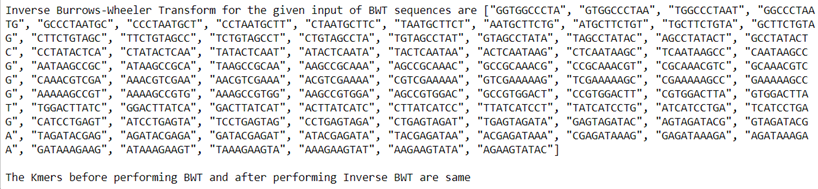 Inverse Burrows-Wheeler Transform for the given input of BWT sequences are ["GGTGGCCCTA", "GTGGCCCTAA", "TGGCCCTAAT", "GGCCCTAA
TG", "GCCCTAATGC", "CCCTAATGCT", "CCTAATGCTT", "CTAATGCTTC", "TAATGCTTCT", "AATGCTTCTG", "ATGCTTCTGT", "TGCTTCTGTA", "GCTTCTGTA
G", "CTTCTGTAGC", "TTCTGTAGCC", "TCTGTAGCCT", "CTGTAGCCTA", "TGTAGCCTAT", "GTAGCCTATA", "TAGCCTATAC", "AGCCTATACT", "GCCTATACT
C", "CCTATACTCA", "CTATACTCAA", "TATACTCAAT", "ATACTCAATA", "TACTCAATAA", "ACTCAATAAG", "CTCAATAAGC", "TCAATAAGCC", "CAATAAGCC
G", "AATAAGCCGC", "ATAAGCCGCA", "TAAGCCGCAA", "AAGCCGCAAA", "AGCCGCAAAC", "GCCGCAAACG", "CCGCAAACGT", "CGCAAACGTC", "GCAAACGTC
G", "CAAACGTCGA", "AAACGTCGAA", "AACGTCGAAA", "ACGTCGAAAA", "CGTCGAAAAA", "GTCGAAAAAG", "TCGAAAAAGC", "CGAAAAAGCC", "GAAAAAGCC
G", "AAAAAGCCGT", "AAAAGCCGTG", "AAAGCCGTGG", "AAGCCGTGGA", "AGCCGTGGAC", "GCCGTGGACT", "CCGTGGACTT", "CGTGGACTTA", "GTGGACTTA
T", "TGGACTTATC", "GGACTTATCA", "GACTTATCAT", "ACTTATCATC", "CTTATCATCC", "TTATCATCCT", "TATCATCCTG", "ATCATCCTGA", "TCATCCTGA
G", "CATCCTGAGT", "ATCCTGAGTA", "TCCTGAGTAG", "CCTGAGTAGA", "CTGAGTAGAT", "TGAGTAGATA", "GAGTAGATAC", "AGTAGATACG", "GTAGATACG
A", "TAGATACGAG", "AGATACGAGA", "GATACGAGAT", "ATACGAGATA", "TACGAGATAA", "ACGAGATAAA", "CGAGATAAAG", "GAGATAAAGA", "AGATAAAGA
A", "GATAAAGAAG", "ATAAAGAAGT", "TAAAGAAGTA", "AAAGAAGTAT", "AAGAAGTATA", "AGAAGTATAC"]
The Kmers before performing BWT and after performing Inverse BWT are same